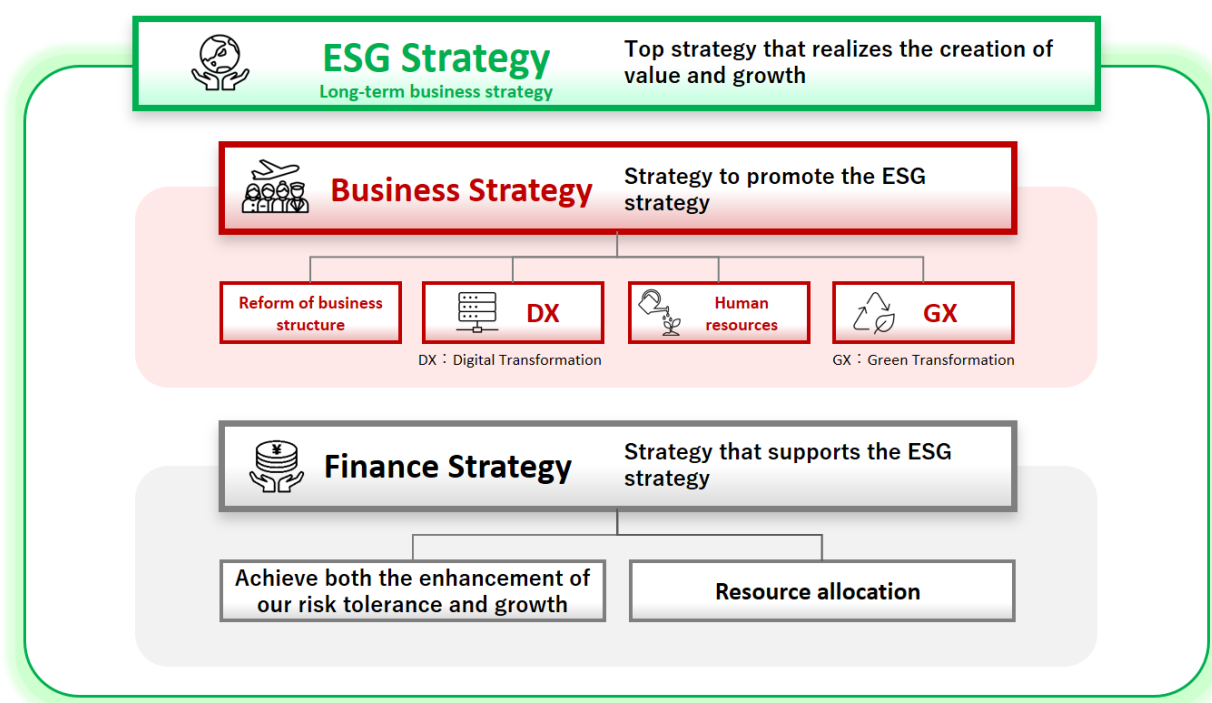 ESG Strategy
Long-term business strategy
Top strategy that realizes the creation of
value and growth
Business Strategy
Strategy to promote the ESG
strategy
Reform of business
structure
DX
Human
resources
GX
DX：Digital Transformation
GX：Green Transformation
¥
Finance Strategy
Strategy that supports the ESG
strategy
Achieve both the enhancement of
our risk tolerance and growth
Resource allocation